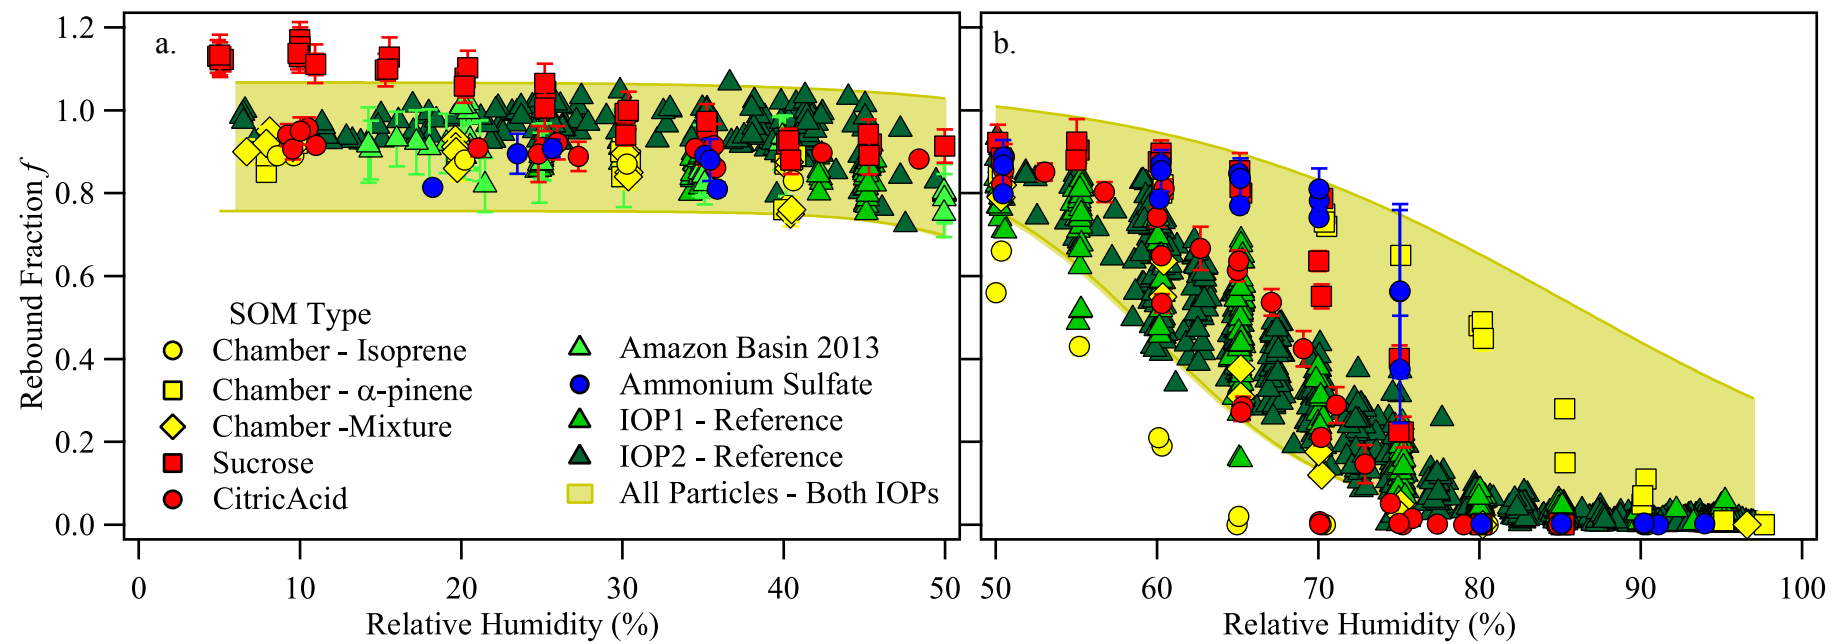 a.
b.
1.2
1.0
0.8
0.6
0.4
0.2
0.0
Rebound Fraction f
SOM Type
Chamber - Isoprene
Chamber - α-pinene
Chamber -Mixture
Sucrose
CitricAcid
Amazon Basin 2013
Ammonium Sulfate
IOP1 - Reference
IOP2 - Reference
All Particles - Both IOPs
0 10 20 30 40 50
Relative Humidity (%)
50 60 70 80 90 100
Relative Humidity (%)